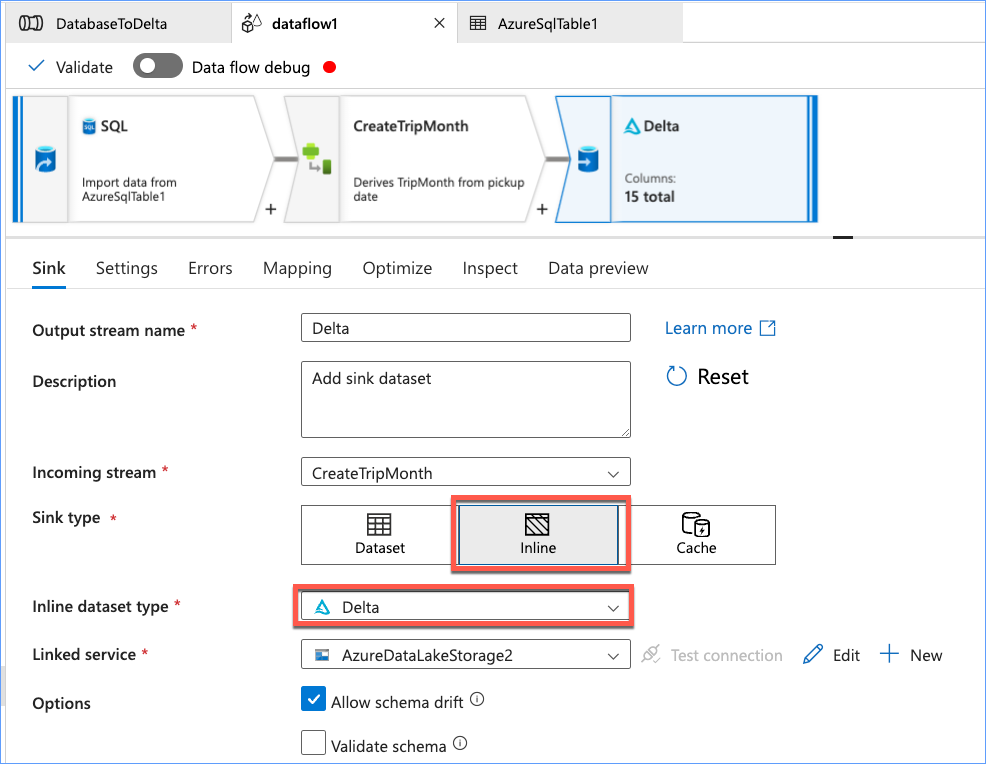 DatabaseToDelta
dataflow1
AzureSqlTable1
Validate
Data flow debug
SQL
SQL
Import data from
AzureSqlTable1
+
CreateTripMonth
Derives TripMonth from pickup
date
+
Delta
Columns:
15 total
Sink Settings Errors Mapping Optimize Inspect Data preview
Output stream name *
Delta
Learn more
Description
Add sink dataset
Reset
Incoming stream *
CreateTripMonth
Sink type *
Dataset
Inline
Cache
Inline dataset type *
Delta
Linked service *
AzureDataLakeStorage2
Test connection
Edit
New
Options
Allow schema drift
Validate schema